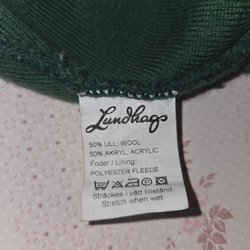 Lundhags
50% ULL, WOOL
50% AKRYL, ACRYLIC
Foder / Lining:
POLYESTER FLEECE
Sträckes i vått tillstånd
Stretch when wet